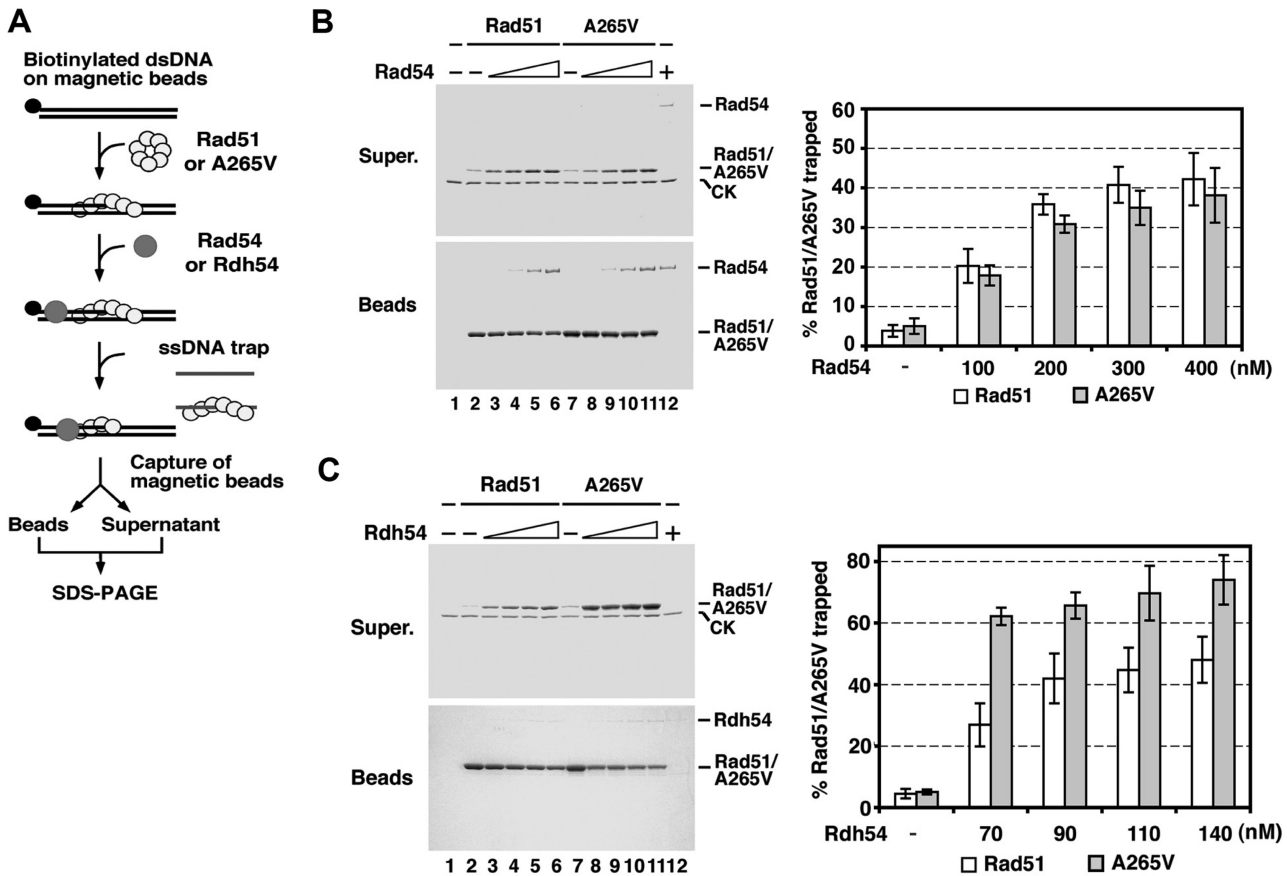 A
Biotinylated dsDNA
on magnetic beads
Rad51
or A265V
Rad54
or Rdh54
ssDNA trap
Capture of
magnetic beads
Beads Supernatant
SDS-PAGE
B
– Rad51 A265V –
Rad54 – – – +
Super.
Rad54
Rad51/
A265V
CK
Beads
Rad54
Rad51/
A265V
1 2 3 4 5 6 7 8 9 10 11 12
% Rad51/A265V trapped
60
50
40
30
20
10
0
Rad54 - 100 200 300 400 (nM)
Rad51 A265V
C
– Rad51 A265V –
Rdh54 – – – +
Super.
Rad51/
A265V
CK
Beads
Rdh54
Rad51/
A265V
1 2 3 4 5 6 7 8 9 10 11 12
% Rad51/A265V trapped
80
60
40
20
0
Rdh54 - 70 90 110 140 (nM)
Rad51 A265V